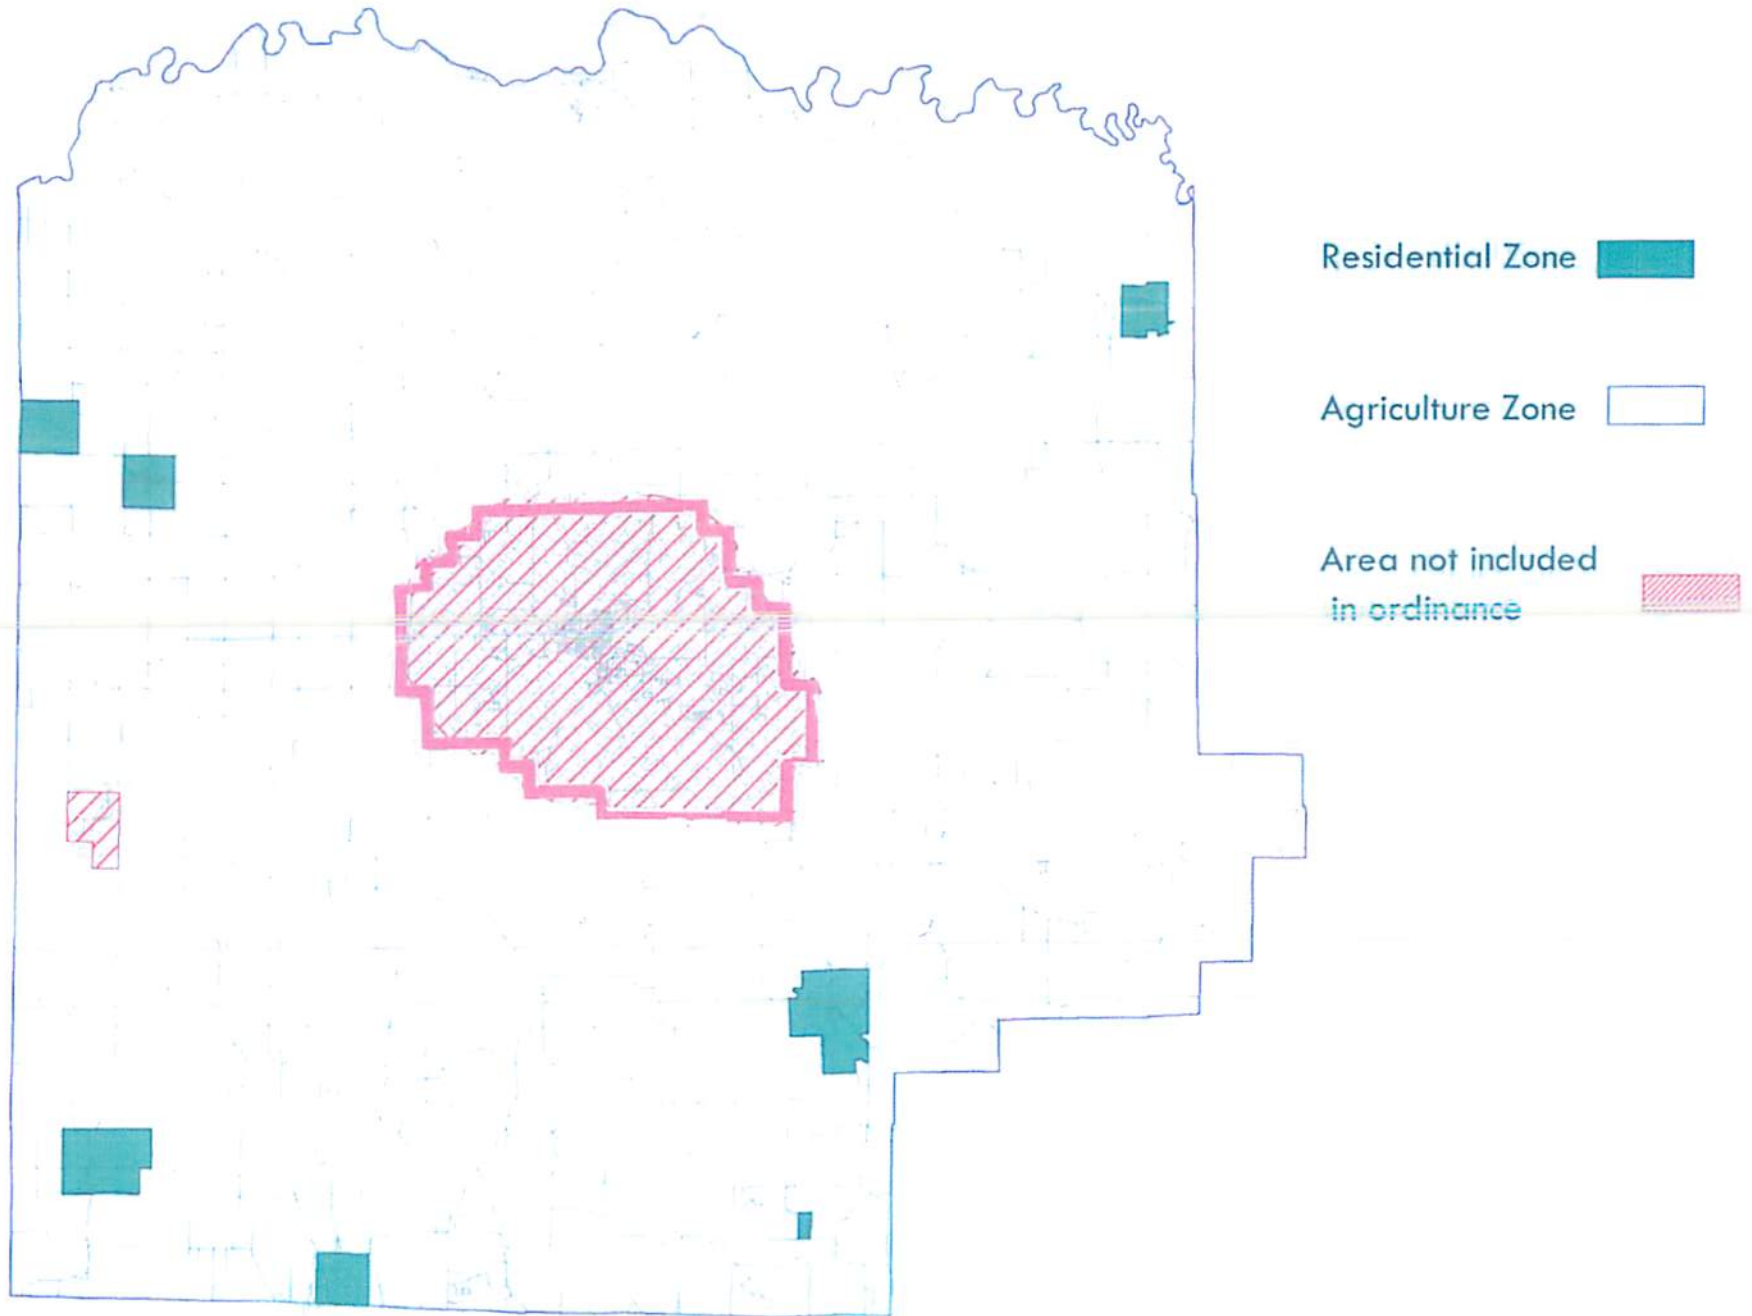 Residential Zone
Agriculture Zone
Area not included
in ordinance